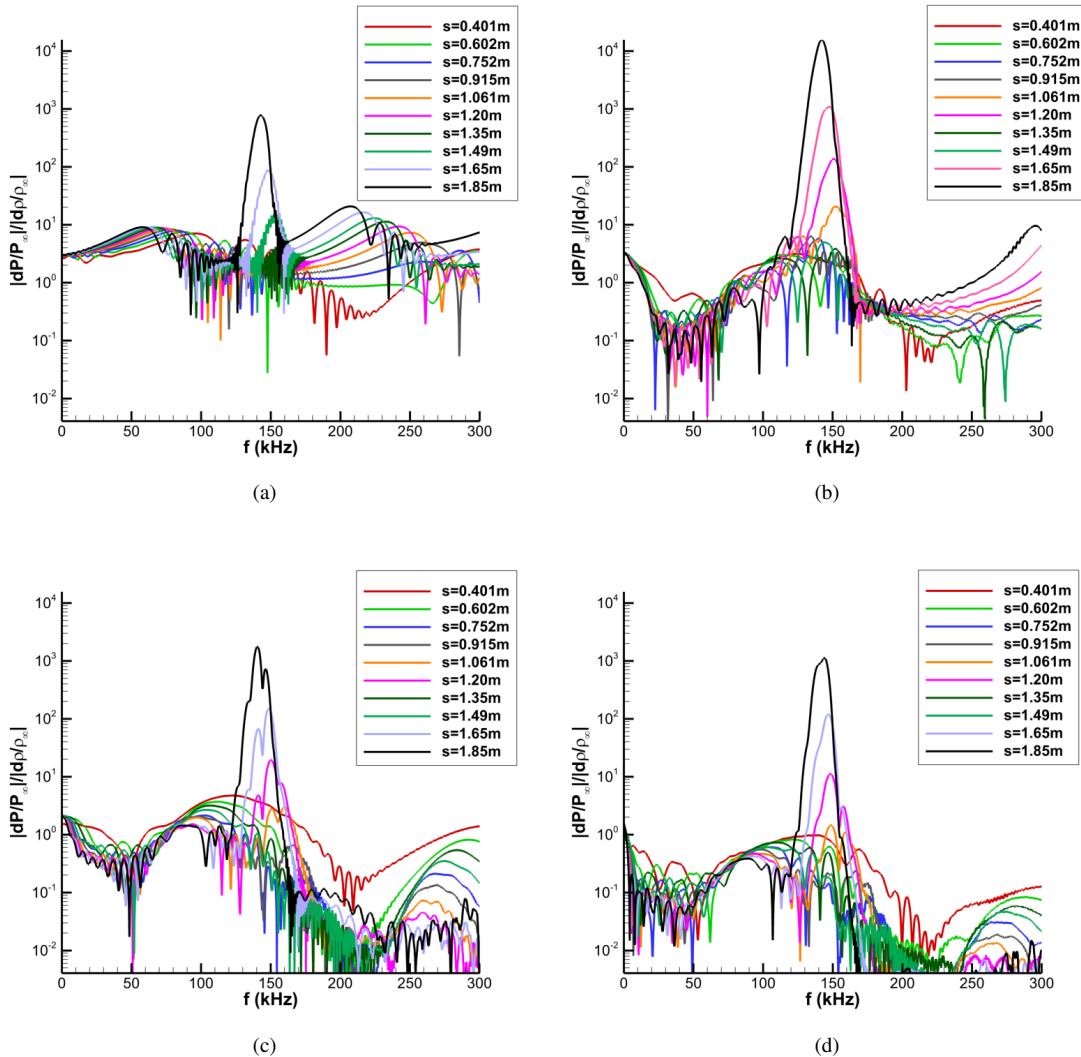 s=0.401m
s=0.602m
s=0.752m
s=0.915m
s=1.061m
s=1.20m
s=1.35m
s=1.49m
s=1.65m
s=1.85m
|dP/P∞|/|dρ/ρ∞|
10⁴
10³
10²
10¹
10⁰
10⁻¹
10⁻²
0 50 100 150 200 250 300
f (kHz)
(a)
s=0.401m
s=0.602m
s=0.752m
s=0.915m
s=1.061m
s=1.20m
s=1.35m
s=1.49m
s=1.65m
s=1.85m
|dP/P∞|/|dρ/ρ∞|
10⁴
10³
10²
10¹
10⁰
10⁻¹
10⁻²
0 50 100 150 200 250 300
f (kHz)
(b)
s=0.401m
s=0.602m
s=0.752m
s=0.915m
s=1.061m
s=1.20m
s=1.35m
s=1.49m
s=1.65m
s=1.85m
|dP/P∞|/|dρ/ρ∞|
10⁴
10³
10²
10¹
10⁰
10⁻¹
10⁻²
0 50 100 150 200 250 300
f (kHz)
(c)
s=0.401m
s=0.602m
s=0.752m
s=0.915m
s=1.061m
s=1.20m
s=1.35m
s=1.49m
s=1.65m
s=1.85m
|dP/P∞|/|dρ/ρ∞|
10⁴
10³
10²
10¹
10⁰
10⁻¹
10⁻²
0 50 100 150 200 250 300
f (kHz)
(d)